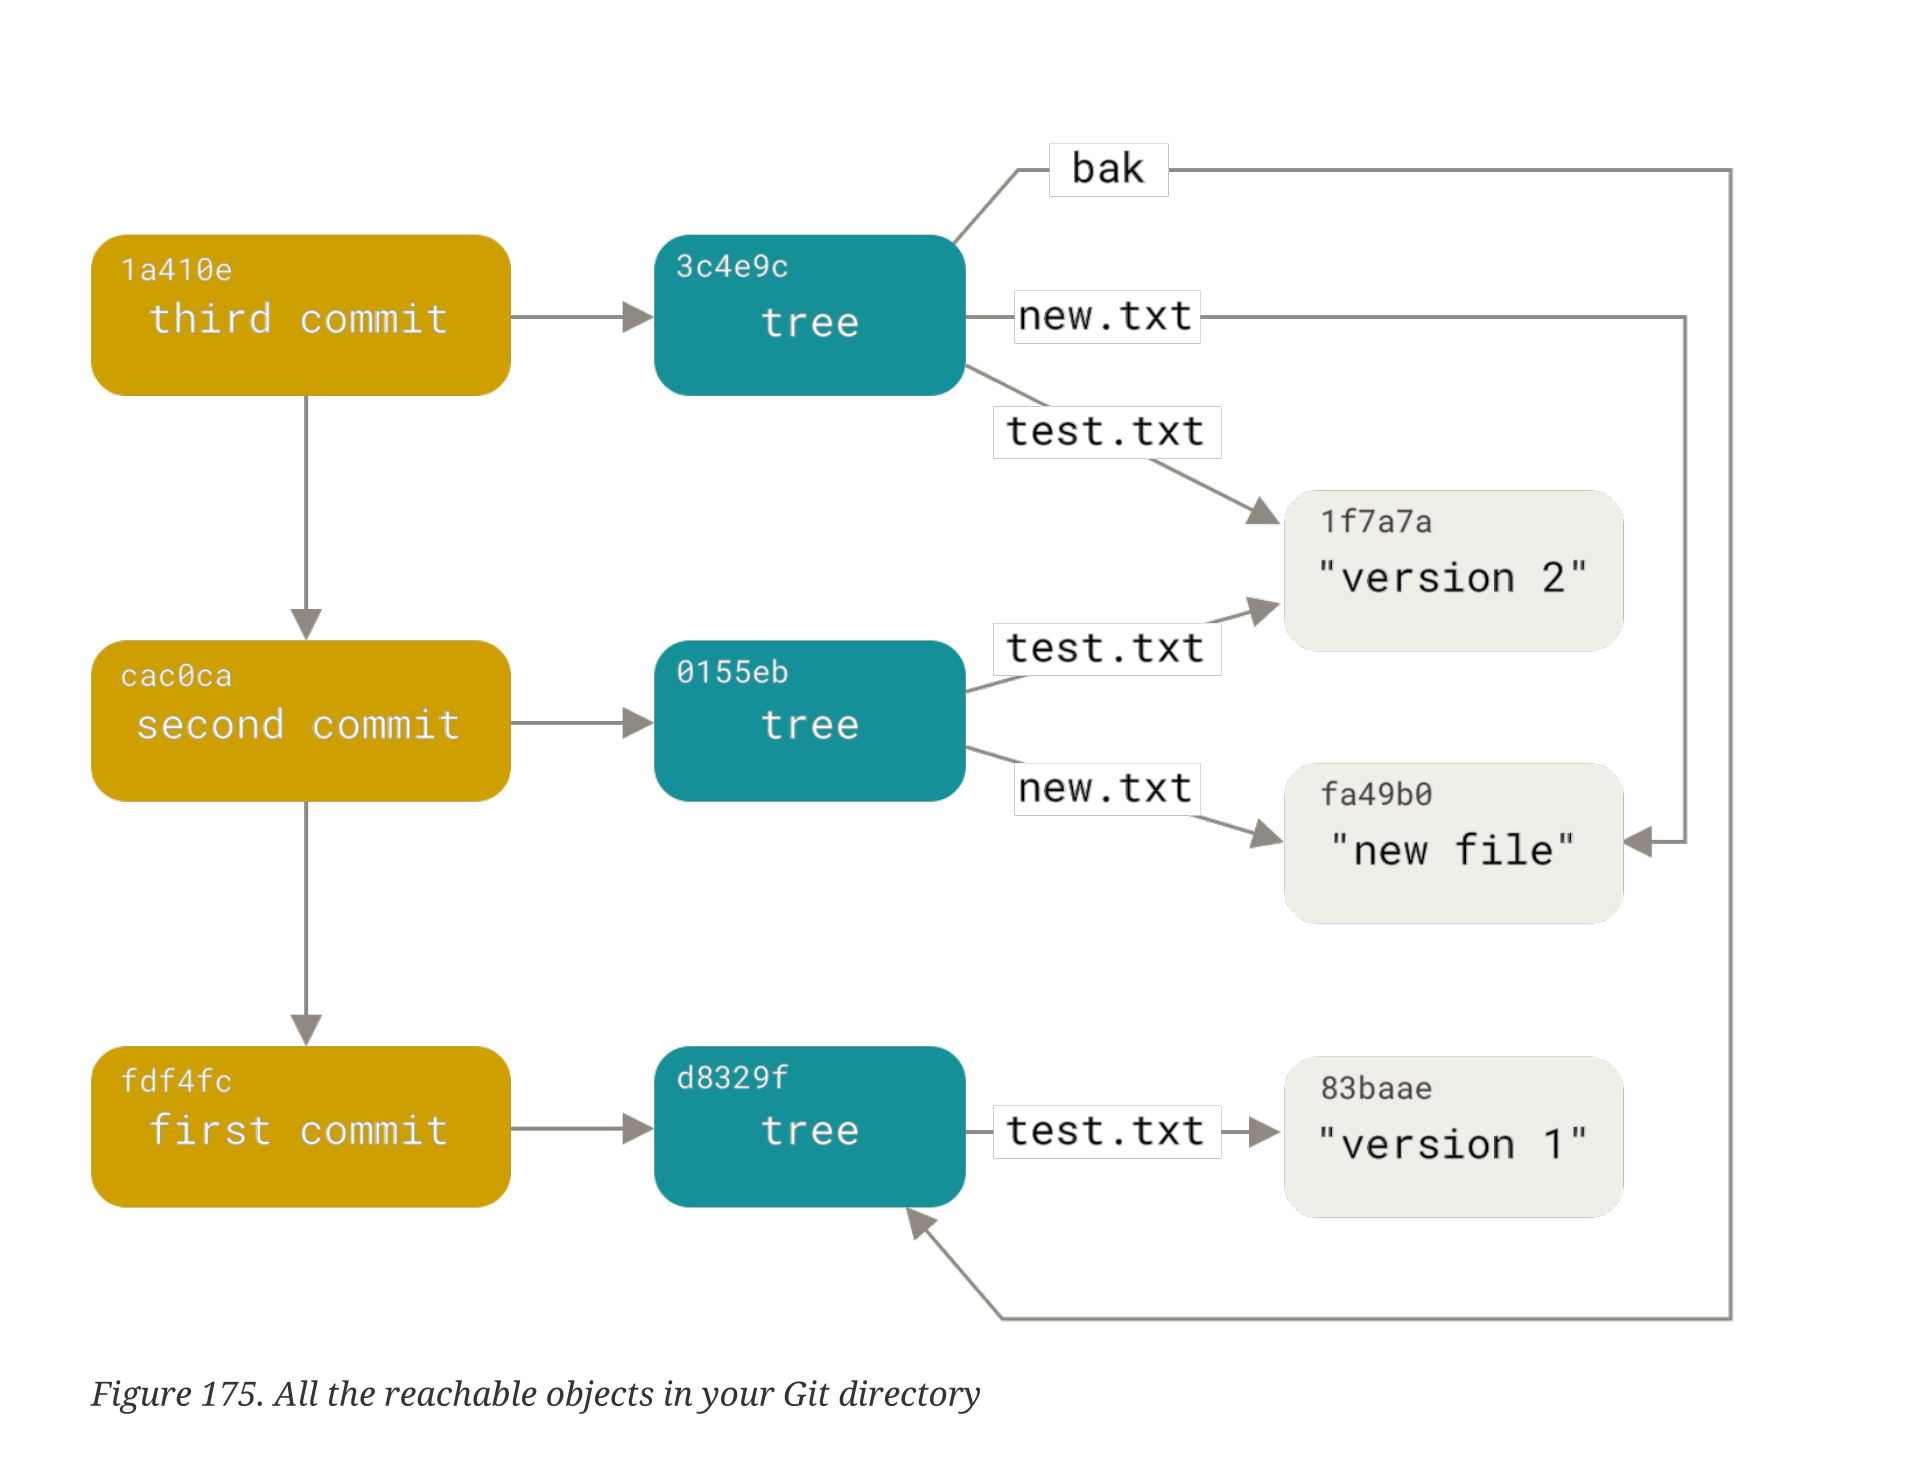 bak
1a410e
third commit
3c4e9c
tree
new.txt
test.txt
1f7a7a
"version 2"
cac0ca
second commit
0155eb
tree
test.txt
new.txt
fa49b0
"new file"
fdf4fc
first commit
d8329f
tree
test.txt
83baae
"version 1"
Figure 175. All the reachable objects in your Git directory